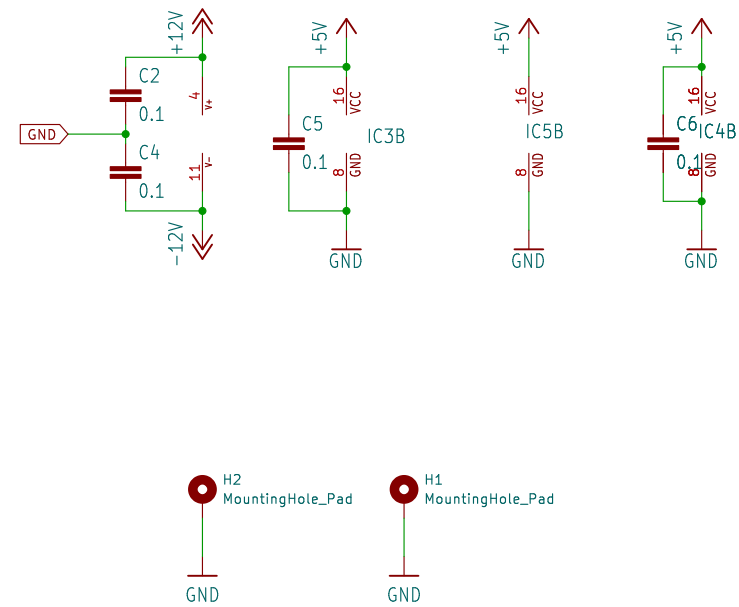 +12V
+5V
+5V
+5V
C2
4
V+
0.1
16
VCC
16
VCC
16
VCC
GND
C4
C5
IC3B
IC5B
C6
IC4B
0.1
11
V-
0.1
8
GND
8
GND
0.1
8
GND
-12V
GND
GND
GND
H2
MountingHole_Pad
H1
MountingHole_Pad
GND
GND